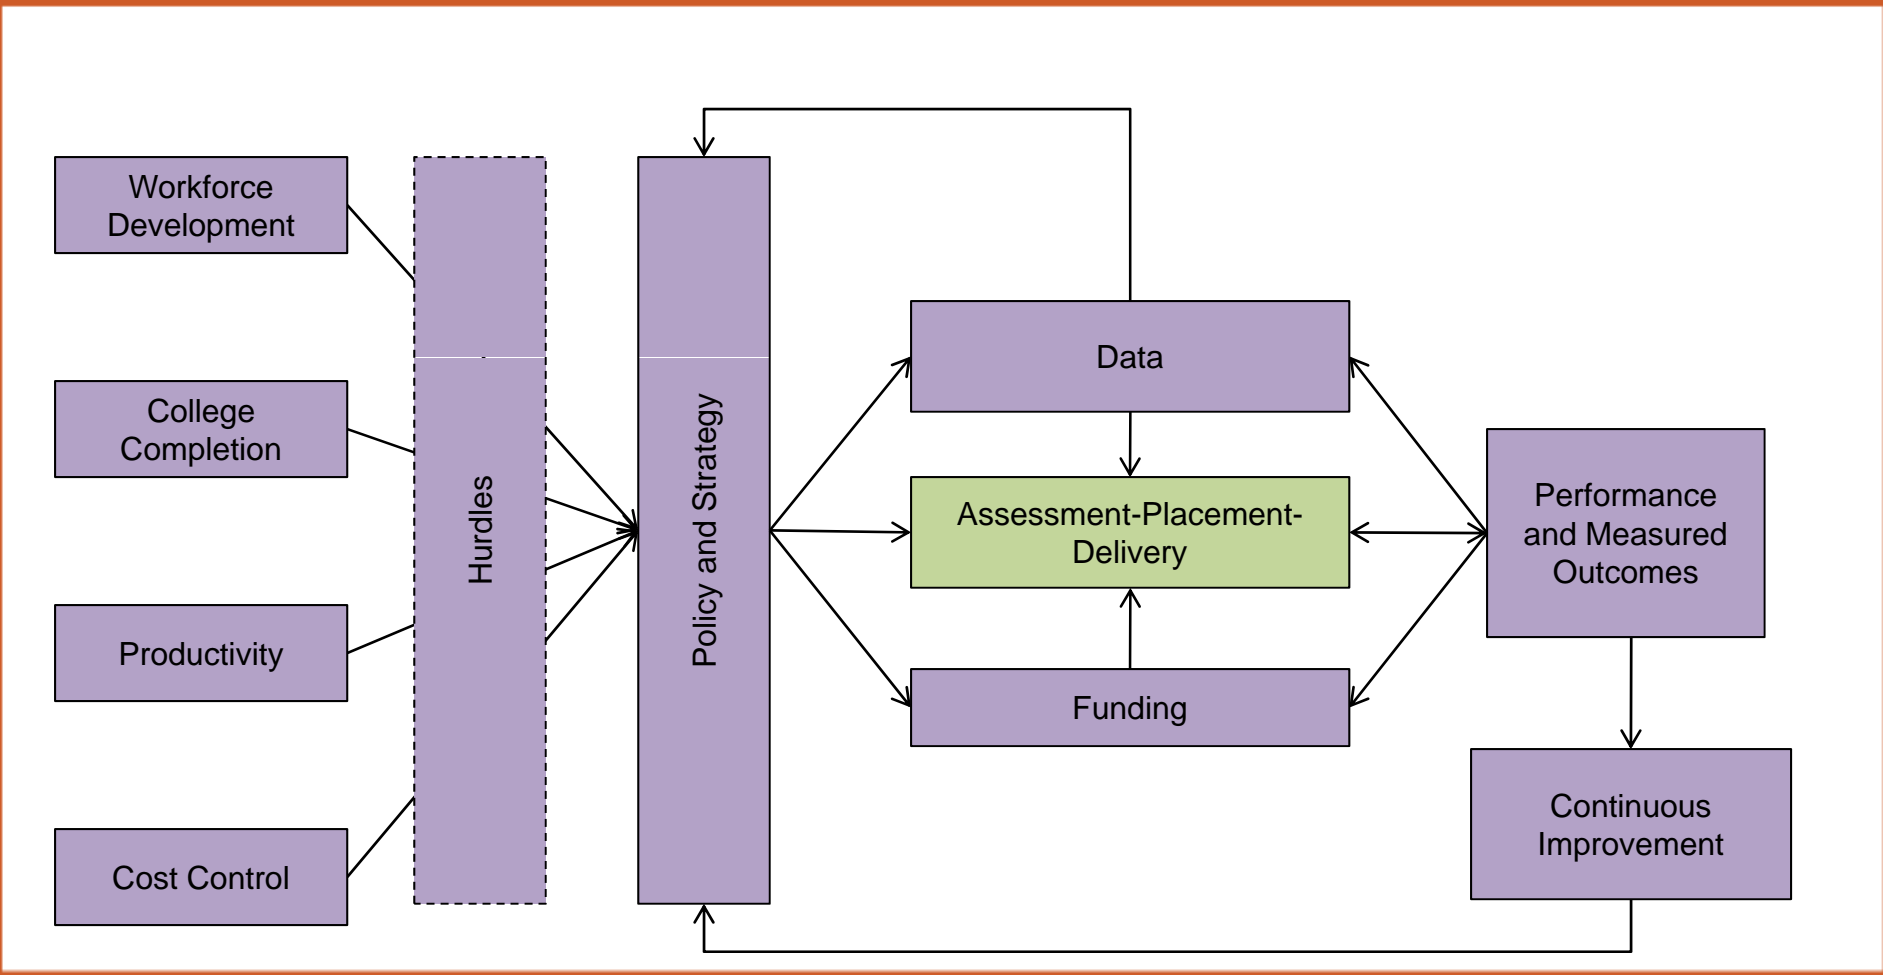 Workforce
Development
College
Completion
Productivity
Cost Control
Hurdles
Policy and Strategy
Data
Assessment-Placement-
Delivery
Funding
Performance
and Measured
Outcomes
Continuous
Improvement